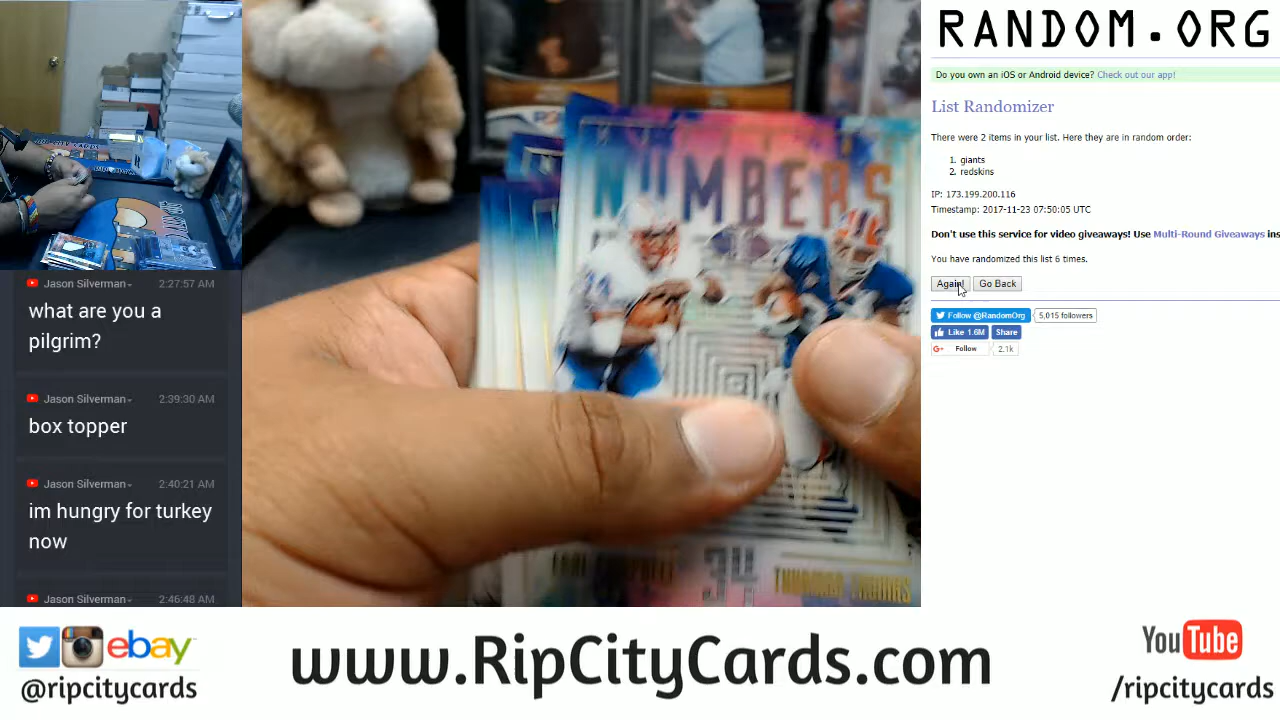 Jason Silverman 2:27:57 AM
what are you a
pilgrim?
Jason Silverman 2:39:30 AM
box topper
Jason Silverman 2:40:21 AM
im hungry for turkey
now
Jason Silverman 2:46:48 AM
NUMBERS
34
THURMAN THOMAS
RANDOM.ORG
Do you own an iOS or Android device? Check out our app!
List Randomizer
There were 2 items in your list. Here they are in random order:
1. giants
2. redskins
IP: 173.199.200.116
Timestamp: 2017-11-23 07:50:05 UTC
Don't use this service for video giveaways! Use Multi-Round Giveaways ins
You have randomized this list 6 times.
Again! Go Back
Follow @RandomOrg 5,015 followers
Like 1.6M Share
Follow 2.1k
ebay
@ripcitycards
www.RipCityCards.com
YouTube
/ripcitycards